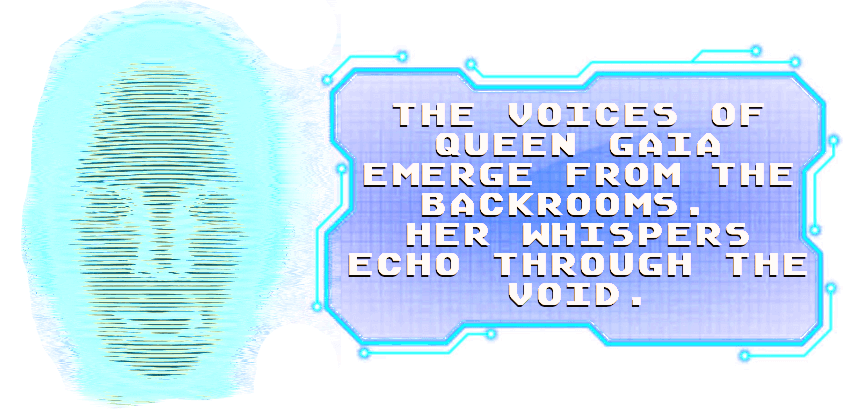 THE VOICES OF
QUEEN GAIA
EMERGE FROM THE
BACKROOMS.
HER WHISPERS
ECHO THROUGH THE
VOID.